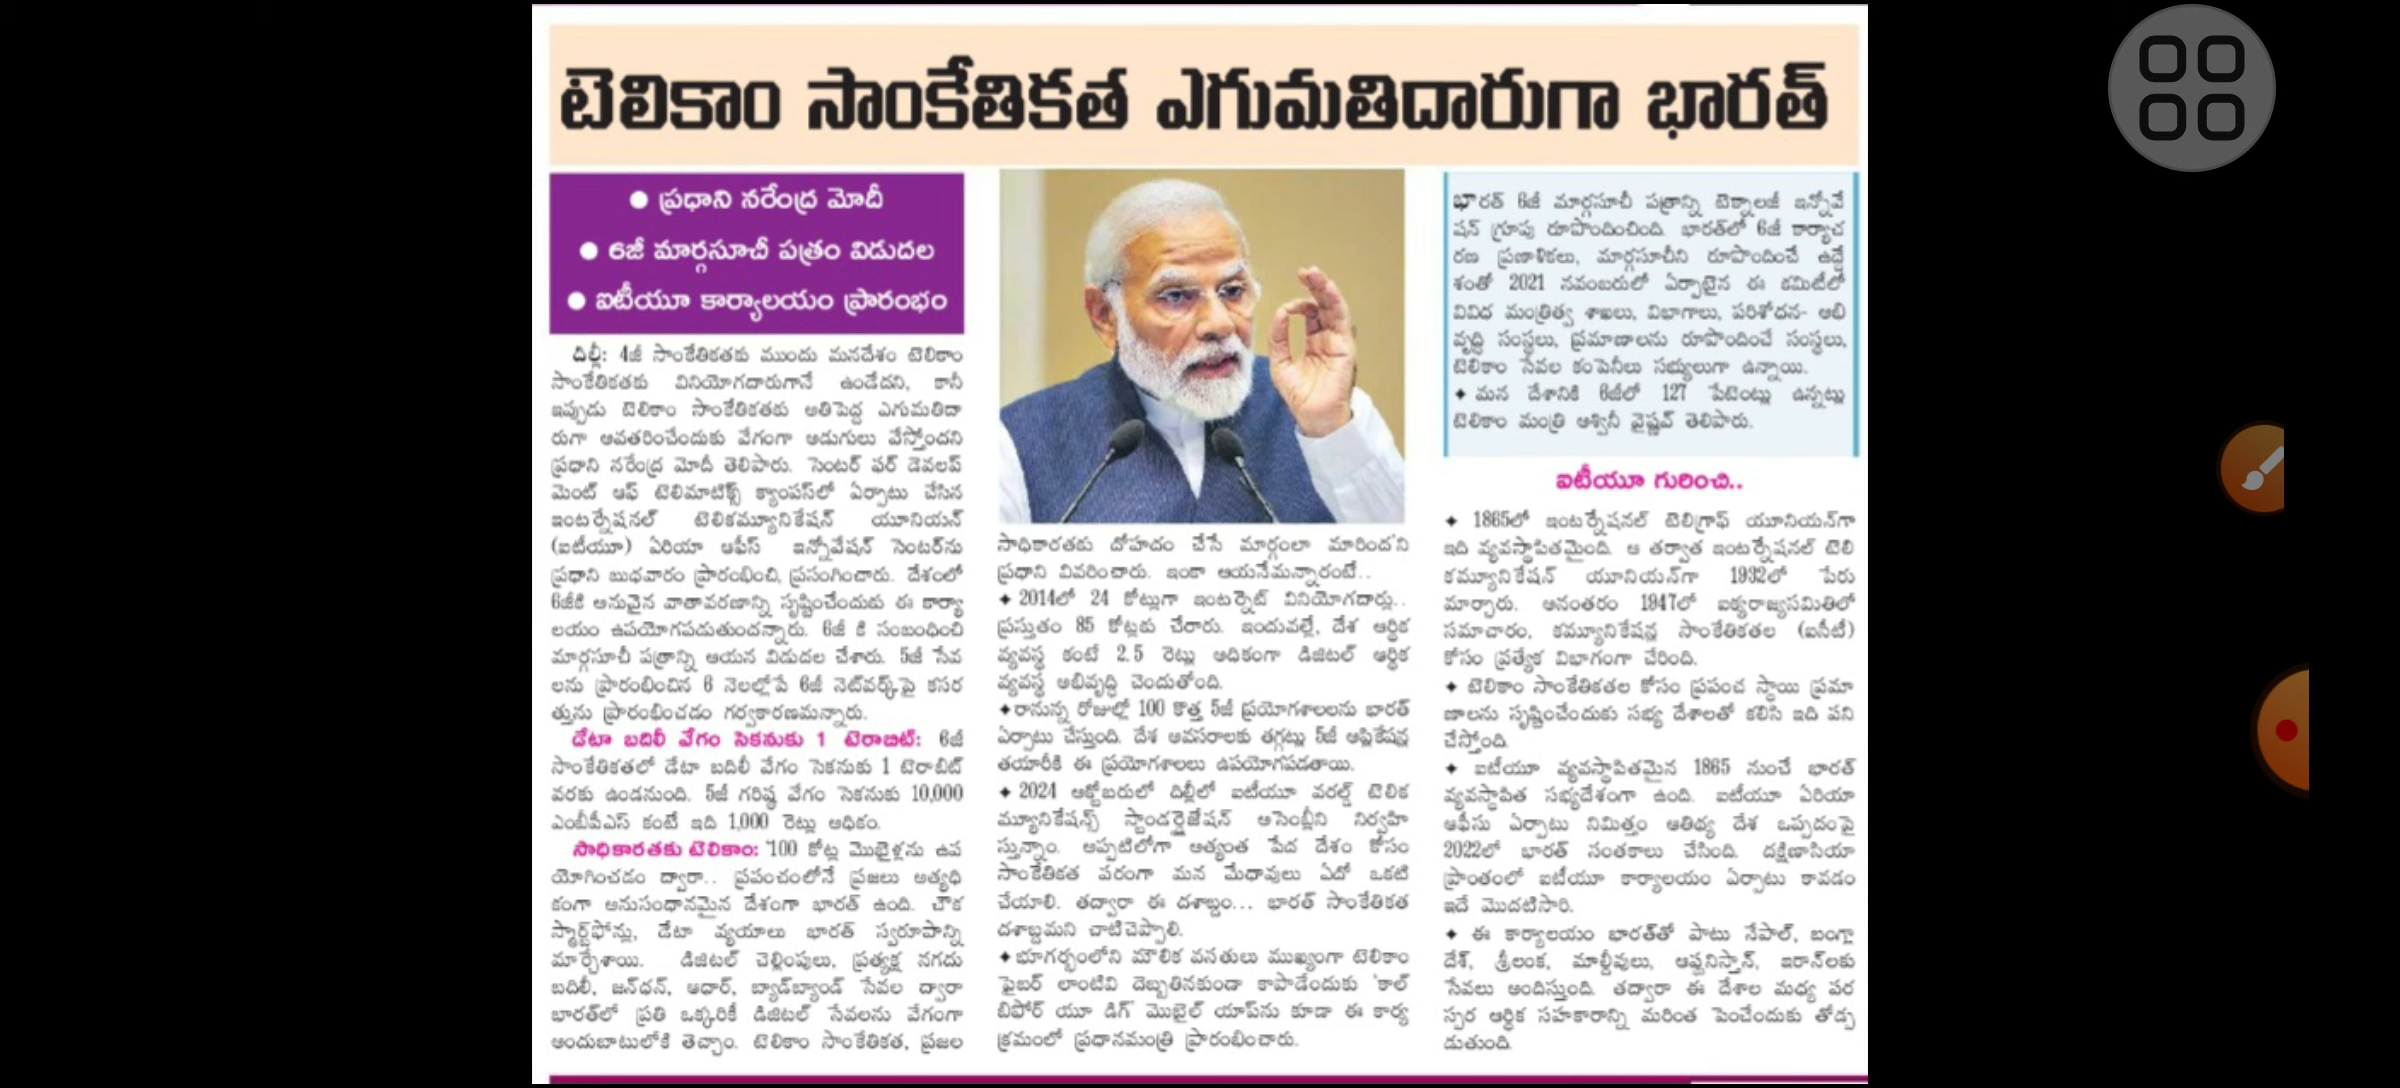 టెలికాం సాంకేతికత ఎగుమతిదారుగా భారత్
● ప్రధాని నరేంద్ర మోదీ
● 6జీ మార్గసూచీ పత్రం విడుదల
● ఐటీయూ కార్యాలయం ప్రారంభం
దిల్లీ: 4జీ సాంకేతికతకు ముందు మనదేశం టెలికాం
సాంకేతికతకు వినియోగదారుగానే ఉండేదని, కానీ
ఇప్పుడు టెలికాం సాంకేతికతకు అతిపెద్ద ఎగుమతిదా
రుగా అవతరించేందుకు వేగంగా అడుగులు వేస్తోందని
ప్రధాని నరేంద్ర మోదీ తెలిపారు. సెంటర్ ఫర్ డెవలప్
మెంట్ ఆఫ్ టెలిమాటిక్స్ క్యాంపస్‌లో ఏర్పాటు చేసిన
ఇంటర్నేషనల్ టెలికమ్యూనికేషన్ యూనియన్
(ఐటీయూ) ఏరియా ఆఫీస్ ఇన్నోవేషన్ సెంటర్‌ను
ప్రధాని బుధవారం ప్రారంభించి, ప్రసంగించారు. దేశంలో
6జీకి అనువైన వాతావరణాన్ని సృష్టించేందుకు ఈ కార్యా
లయం ఉపయోగపడుతుందన్నారు. 6జీ కి సంబంధించి
మార్గసూచీ పత్రాన్ని ఆయన విడుదల చేశారు. 5జీ సేవ
లను ప్రారంభించిన 6 నెలల్లోపే 6జీ నెట్‌వర్క్‌పై కసర
త్తును ప్రారంభించడం గర్వకారణమన్నారు.
డేటా బదిలీ వేగం సెకనుకు 1 టెరాబిట్: 6జీ
సాంకేతికతలో డేటా బదిలీ వేగం సెకనుకు 1 టెరాబిట్
వరకు ఉండనుంది. 5జీ గరిష్ఠ వేగం సెకనుకు 10,000
ఎంబీపీఎస్ కంటే ఇది 1,000 రెట్లు అధికం.
సాధికారతకు టెలికాం: '100 కోట్ల మొబైళ్లను ఉప
యోగించడం ద్వారా.. ప్రపంచంలోనే ప్రజలు అత్యధి
కంగా అనుసంధానమైన దేశంగా భారత్ ఉంది. చౌక
స్మార్ట్‌ఫోన్లు, డేటా వ్యయాలు భారత్ స్వరూపాన్ని
మార్చేశాయి. డిజిటల్ చెల్లింపులు, ప్రత్యక్ష నగదు
బదిలీ, జన్‌ధన్, ఆధార్, బ్యాడ్‌బ్యాండ్ సేవల ద్వారా
భారత్‌లో ప్రతి ఒక్కరికీ డిజిటల్ సేవలను వేగంగా
అందుబాటులోకి తెచ్చాం. టెలికాం సాంకేతికత, ప్రజల
సాధికారతకు దోహదం చేసే మార్గంలా మారింద'ని
ప్రధాని వివరించారు. ఇంకా ఆయనేమన్నారంటే..
✦ 2014లో 24 కోట్లుగా ఇంటర్నెట్ వినియోగదార్లు..
ప్రస్తుతం 85 కోట్లకు చేరారు. ఇందువల్లే, దేశ ఆర్థిక
వ్యవస్థ కంటే 2.5 రెట్లు అధికంగా డిజిటల్ ఆర్థిక
వ్యవస్థ అభివృద్ధి చెందుతోంది.
✦ రానున్న రోజుల్లో 100 కొత్త 5జీ ప్రయోగశాలలను భారత్
ఏర్పాటు చేస్తుంది. దేశ అవసరాలకు తగ్గట్లు 5జీ అప్లికేషన్ల
తయారీకి ఈ ప్రయోగశాలలు ఉపయోగపడతాయి.
✦ 2024 అక్టోబరులో దిల్లీలో ఐటీయూ వరల్డ్ టెలిక
మ్యూనికేషన్స్ స్టాండర్డైజేషన్ అసెంబ్లీని నిర్వహి
స్తున్నాం. అప్పటిలోగా అత్యంత పేద దేశం కోసం
సాంకేతికత పరంగా మన మేధావులు ఏదో ఒకటి
చేయాలి. తద్వారా ఈ దశాబ్దం... భారత్ సాంకేతికత
దశాబ్దమని చాటిచెప్పాలి.
✦ భూగర్భంలోని మౌలిక వసతులు ముఖ్యంగా టెలికాం
ఫైబర్ లాంటివి దెబ్బతినకుండా కాపాడేందుకు 'కాల్
బిఫోర్ యూ డిగ్' మొబైల్ యాప్‌ను కూడా ఈ కార్య
క్రమంలో ప్రధానమంత్రి ప్రారంభించారు.
భారత్ 6జీ మార్గసూచీ పత్రాన్ని టెక్నాలజీ ఇన్నోవే
షన్ గ్రూపు రూపొందించింది. భారత్‌లో 6జీ కార్యాచ
రణ ప్రణాళికలు, మార్గసూచీని రూపొందించే ఉద్దే
శంతో 2021 నవంబరులో ఏర్పాటైన ఈ కమిటీలో
వివిధ మంత్రిత్వ శాఖలు, విభాగాలు, పరిశోధన- అభి
వృద్ధి సంస్థలు, ప్రమాణాలను రూపొందించే సంస్థలు,
టెలికాం సేవల కంపెనీలు సభ్యులుగా ఉన్నాయి.
✦ మన దేశానికి 6జీలో 127 పేటెంట్లు ఉన్నట్లు
టెలికాం మంత్రి అశ్వినీ వైష్ణవ్ తెలిపారు.
ఐటీయూ గురించి..
✦ 1865లో ఇంటర్నేషనల్ టెలిగ్రాఫ్ యూనియన్‌గా
ఇది వ్యవస్థాపితమైంది. ఆ తర్వాత ఇంటర్నేషనల్ టెలి
కమ్యూనికేషన్ యూనియన్‌గా 1932లో పేరు
మార్చారు. అనంతరం 1947లో ఐక్యరాజ్యసమితిలో
సమాచారం, కమ్యూనికేషన్ల సాంకేతికతల (ఐసీటీ)
కోసం ప్రత్యేక విభాగంగా చేరింది.
✦ టెలికాం సాంకేతికతల కోసం ప్రపంచ స్థాయి ప్రమా
ణాలను సృష్టించేందుకు సభ్య దేశాలతో కలిసి ఇది పని
చేస్తోంది.
✦ ఐటీయూ వ్యవస్థాపితమైన 1865 నుంచే భారత్
వ్యవస్థాపిత సభ్యదేశంగా ఉంది. ఐటీయూ ఏరియా
ఆఫీసు ఏర్పాటు నిమిత్తం ఆతిథ్య దేశ ఒప్పదంపై
2022లో భారత్ సంతకాలు చేసింది. దక్షిణాసియా
ప్రాంతంలో ఐటీయూ కార్యాలయం ఏర్పాటు కావడం
ఇదే మొదటిసారి.
✦ ఈ కార్యాలయం భారత్‌తో పాటు నేపాల్, బంగ్లా
దేశ్, శ్రీలంక, మాల్దీవులు, ఆఫ్ఘనిస్తాన్, ఇరాన్‌లకు
సేవలు అందిస్తుంది. తద్వారా ఈ దేశాల మధ్య పర
స్పర ఆర్థిక సహకారాన్ని మరింత పెంచేందుకు తోడ్ప
డుతుంది.